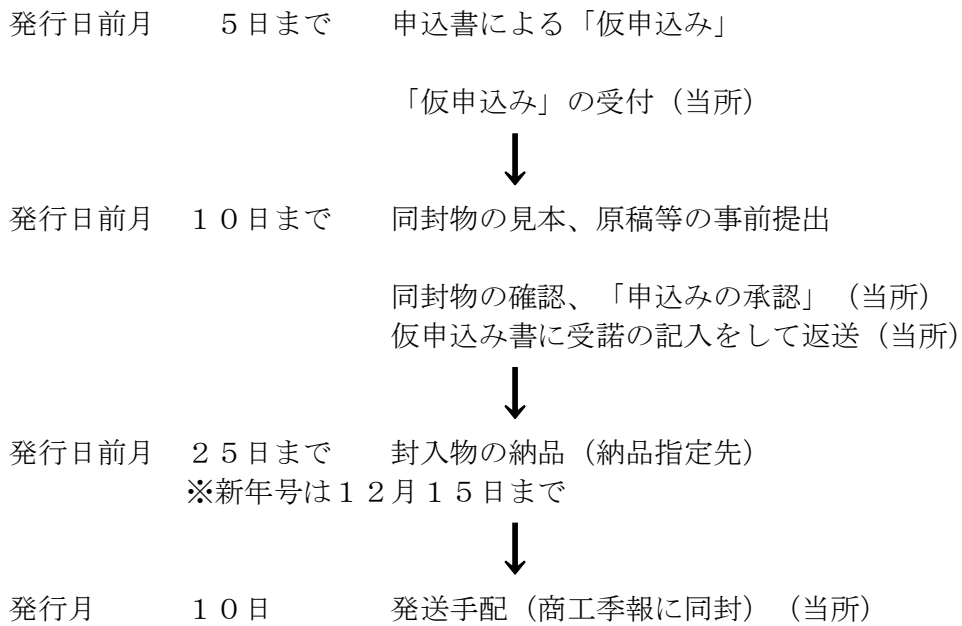 発行日前月　　５日まで　　申込書による「仮申込み」
「仮申込み」の受付（当所）
発行日前月　１０日まで　　同封物の見本、原稿等の事前提出
同封物の確認、「申込みの承認」（当所）
仮申込み書に受諾の記入をして返送（当所）
発行日前月　２５日まで　　封入物の納品（納品指定先）
※新年号は１２月１５日まで
発行月　　　１０日　　　　発送手配（商工季報に同封）（当所）